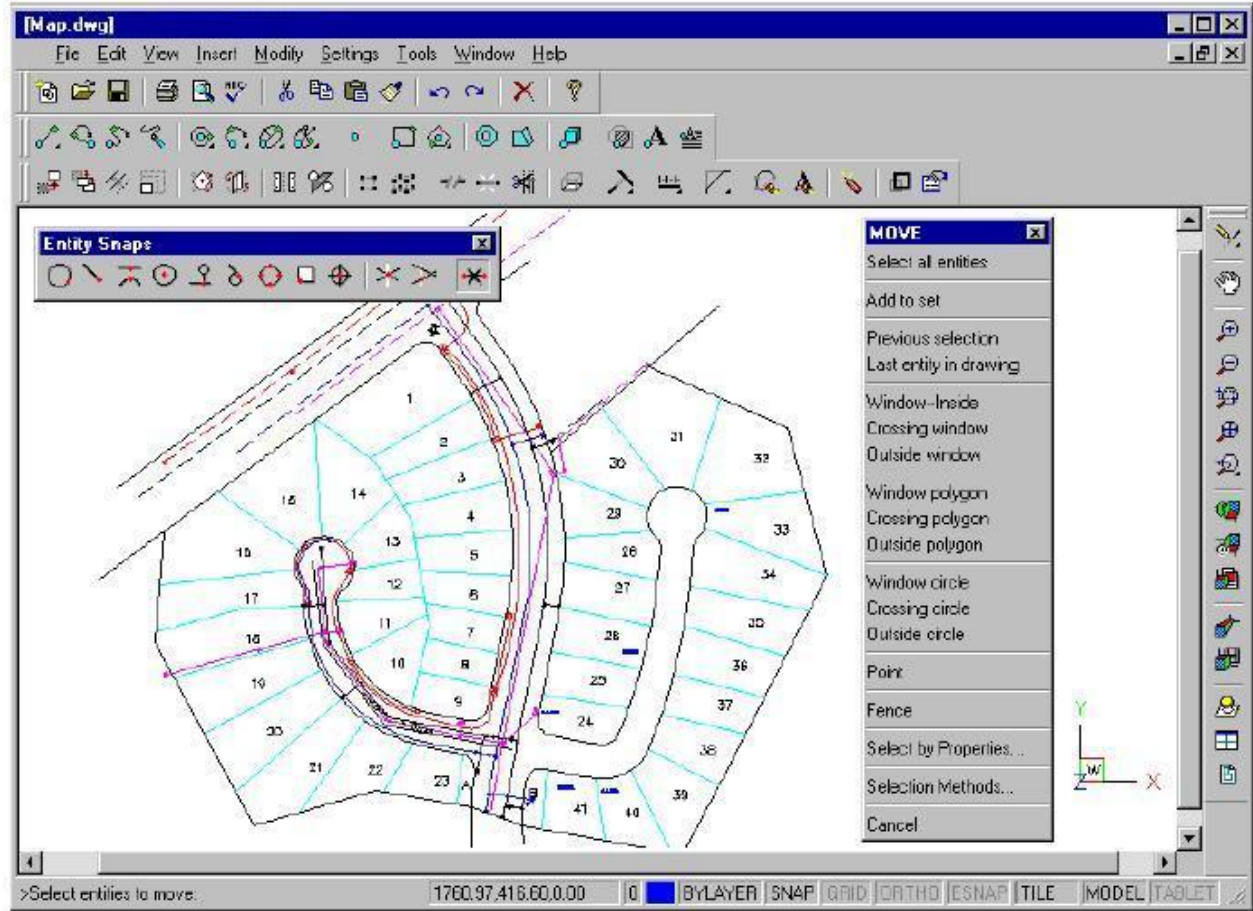 [Map.dwg]
File Edit View Insert Modify Settings Tools Window Help
Entity Snaps
MOVE
Select all entities
Add to set
Previous selection
Last entity in drawing
Window-Inside
Crossing window
Outside window
Window polygon
Crossing polygon
Outside polygon
Window circle
Crossing circle
Outside circle
Point
Fence
Select by Properties...
Selection Methods...
Cancel
1
2
3
4
5
6
7
8
9
10
11
12
13
14
15
16
17
18
19
20
21
22
23
24
25
26
27
28
29
30
31
32
33
34
35
36
37
38
39
40
41
A
B
Y
W
Z
X
>Select entities to move: 1760.97,416.60,0.00 0 BYLAYER SNAP GRID ORTHO ESNAP TILE MODEL TABLET